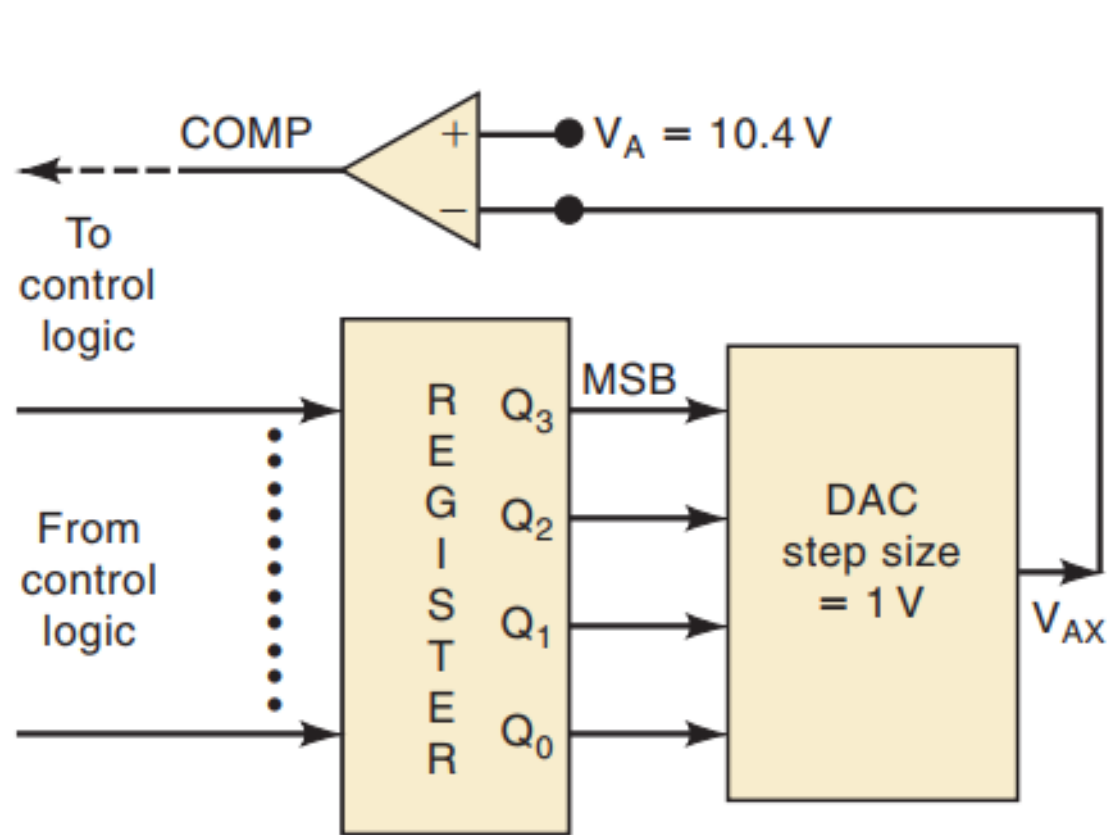 COMP
V_A = 10.4 V
+
−
To
control
logic
MSB
R
E
G
I
S
T
E
R
Q_3
Q_2
Q_1
Q_0
From
control
logic
DAC
step size
= 1 V
V_AX